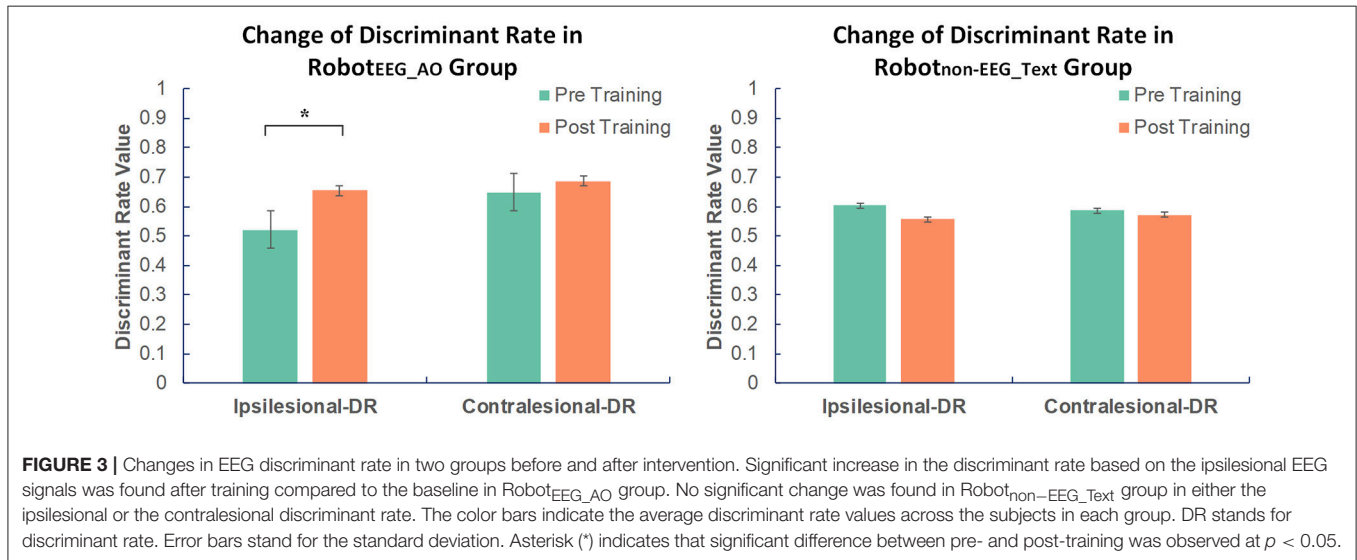 Change of Discriminant Rate in
RobotEEG_AO Group
Pre Training
Post Training
*
Discriminant Rate Value
1
0.9
0.8
0.7
0.6
0.5
0.4
0.3
0.2
0.1
0
Ipsilesional-DR
Contralesional-DR
Change of Discriminant Rate in
Robotnon-EEG_Text Group
Pre Training
Post Training
Discriminant Rate Value
1
0.9
0.8
0.7
0.6
0.5
0.4
0.3
0.2
0.1
0
Ipsilesional-DR
Contralesional-DR
FIGURE 3 | Changes in EEG discriminant rate in two groups before and after intervention. Significant increase in the discriminant rate based on the ipsilesional EEG
signals was found after training compared to the baseline in RobotEEG_AO group. No significant change was found in Robotnon−EEG_Text group in either the
ipsilesional or the contralesional discriminant rate. The color bars indicate the average discriminant rate values across the subjects in each group. DR stands for
discriminant rate. Error bars stand for the standard deviation. Asterisk (*) indicates that significant difference between pre- and post-training was observed at p < 0.05.